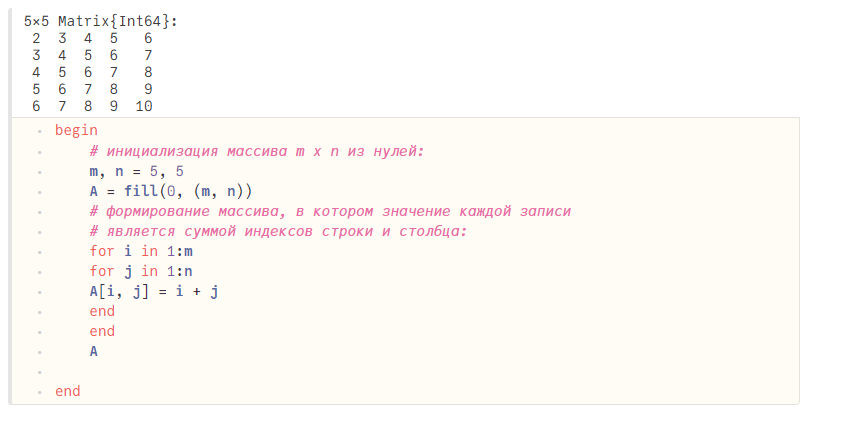 5×5 Matrix{Int64}:
 2  3  4  5   6
 3  4  5  6   7
 4  5  6  7   8
 5  6  7  8   9
 6  7  8  9  10
begin
    # инициализация массива m x n из нулей:
    m, n = 5, 5
    A = fill(0, (m, n))
    # формирование массива, в котором значение каждой записи
    # является суммой индексов строки и столбца:
    for i in 1:m
    for j in 1:n
    A[i, j] = i + j
    end
    end
    A
end